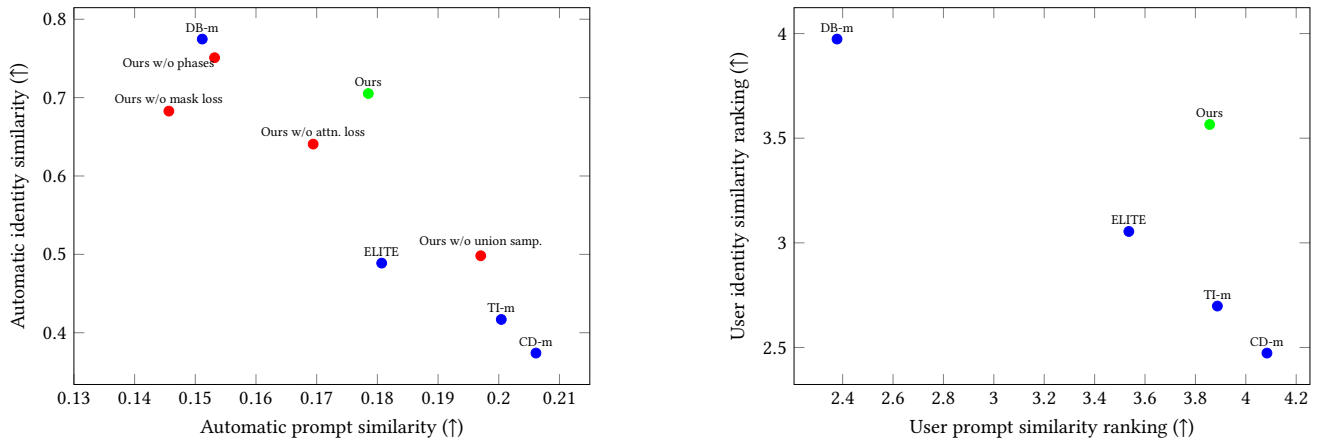 0.8
0.7
0.6
0.5
0.4
Automatic identity similarity (↑)
DB-m
Ours w/o phases
Ours
Ours w/o mask loss
Ours w/o attn. loss
Ours w/o union samp.
ELITE
TI-m
CD-m
0.13 0.14 0.15 0.16 0.17 0.18 0.19 0.2 0.21
Automatic prompt similarity (↑)
4
3.5
3
2.5
User identity similarity ranking (↑)
DB-m
Ours
ELITE
TI-m
CD-m
2.4 2.6 2.8 3 3.2 3.4 3.6 3.8 4 4.2
User prompt similarity ranking (↑)